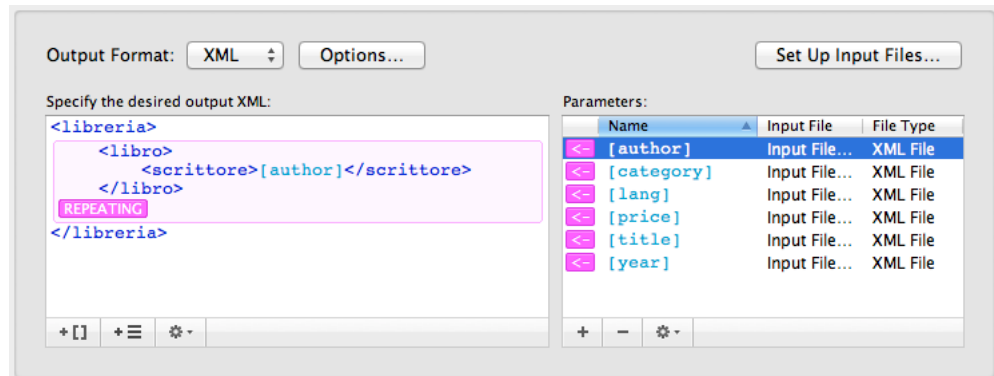 Output Format: XML Options... Set Up Input Files...
Specify the desired output XML:
<libreria>
<libro>
<scrittore>[author]</scrittore>
</libro>
REPEATING
</libreria>
+[] +
Parameters:
Name Input File File Type
<- [author] Input File... XML File
<- [category] Input File... XML File
<- [lang] Input File... XML File
<- [price] Input File... XML File
<- [title] Input File... XML File
<- [year] Input File... XML File
+ −